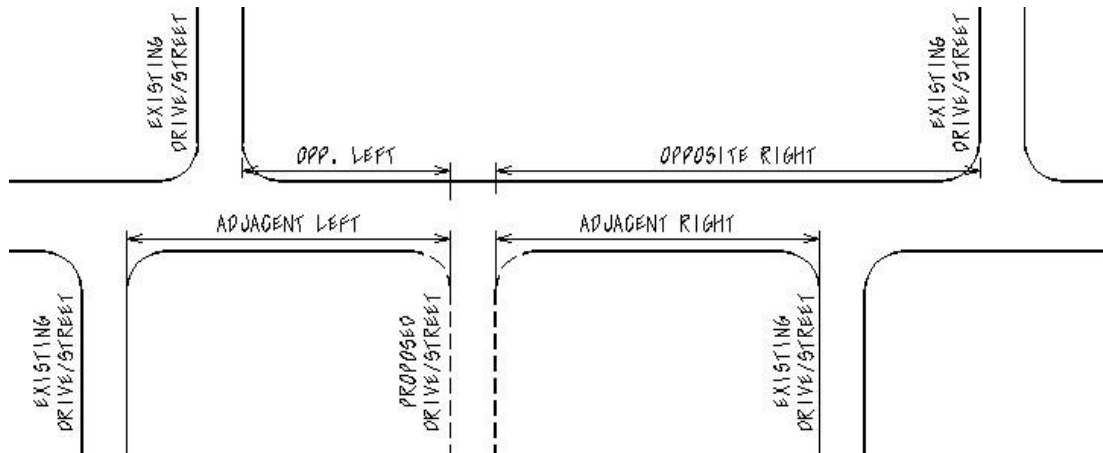 EXISTING
DRIVE/STREET
EXISTING
DRIVE/STREET
OPP. LEFT
OPPOSITE RIGHT
ADJACENT LEFT
ADJACENT RIGHT
EXISTING
DRIVE/STREET
PROPOSED
DRIVE/STREET
EXISTING
DRIVE/STREET